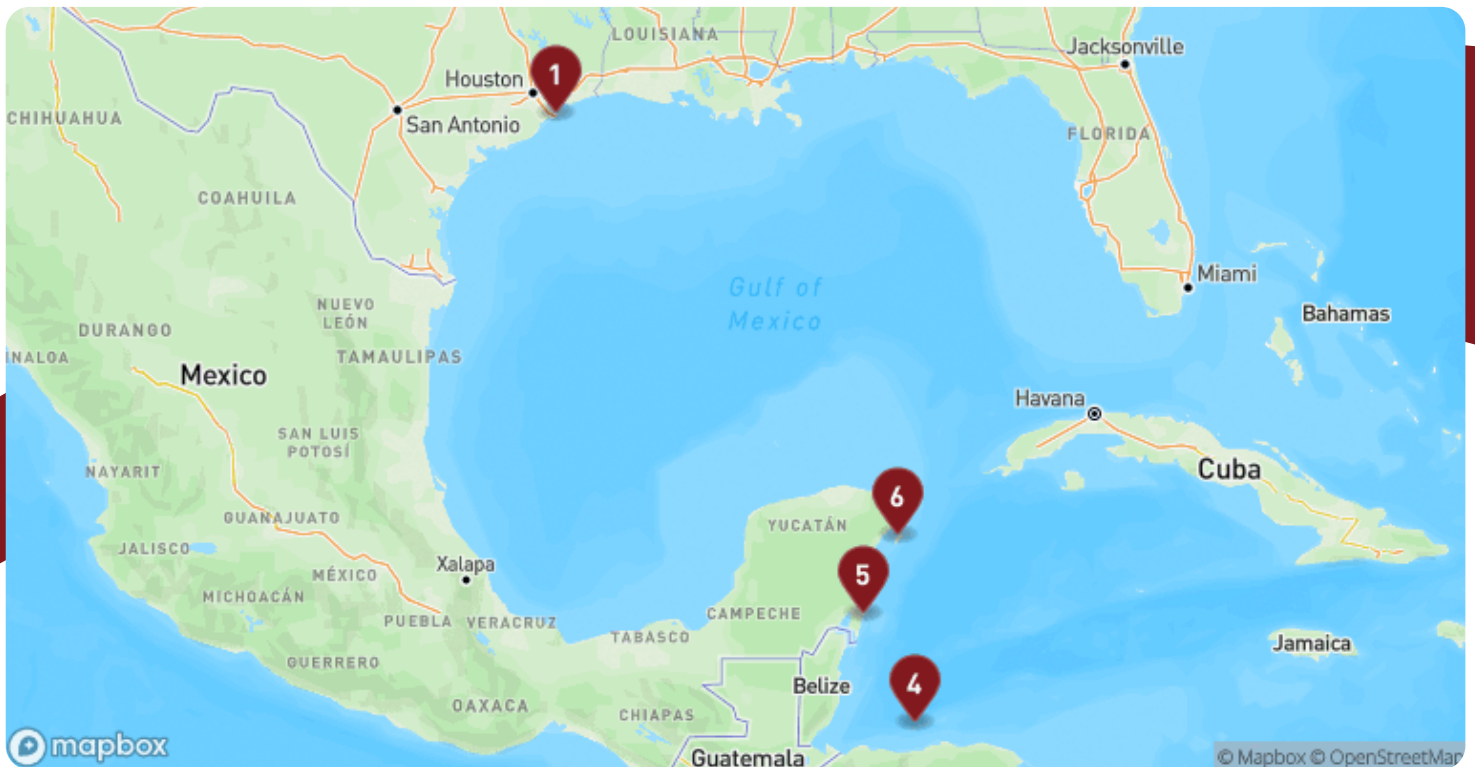 LOUISIANA
Jacksonville
1
Houston
CHIHUAHUA
San Antonio
FLORIDA
COAHUILA
Miami
Gulf of
Mexico
NUEVO
LEÓN
Bahamas
DURANGO
INALOA
TAMAULIPAS
Mexico
Havana
SAN LUIS
POTOSÍ
Cuba
NAYARIT
6
GUANAJUATO
YUCATÁN
JALISCO
Xalapa
MÉXICO
5
MICHOACÁN
CAMPECHE
PUEBLA
VERACRUZ
TABASCO
Jamaica
GUERRERO
Belize
4
OAXACA
CHIAPAS
mapbox
Guatemala
© Mapbox © OpenStreetMap